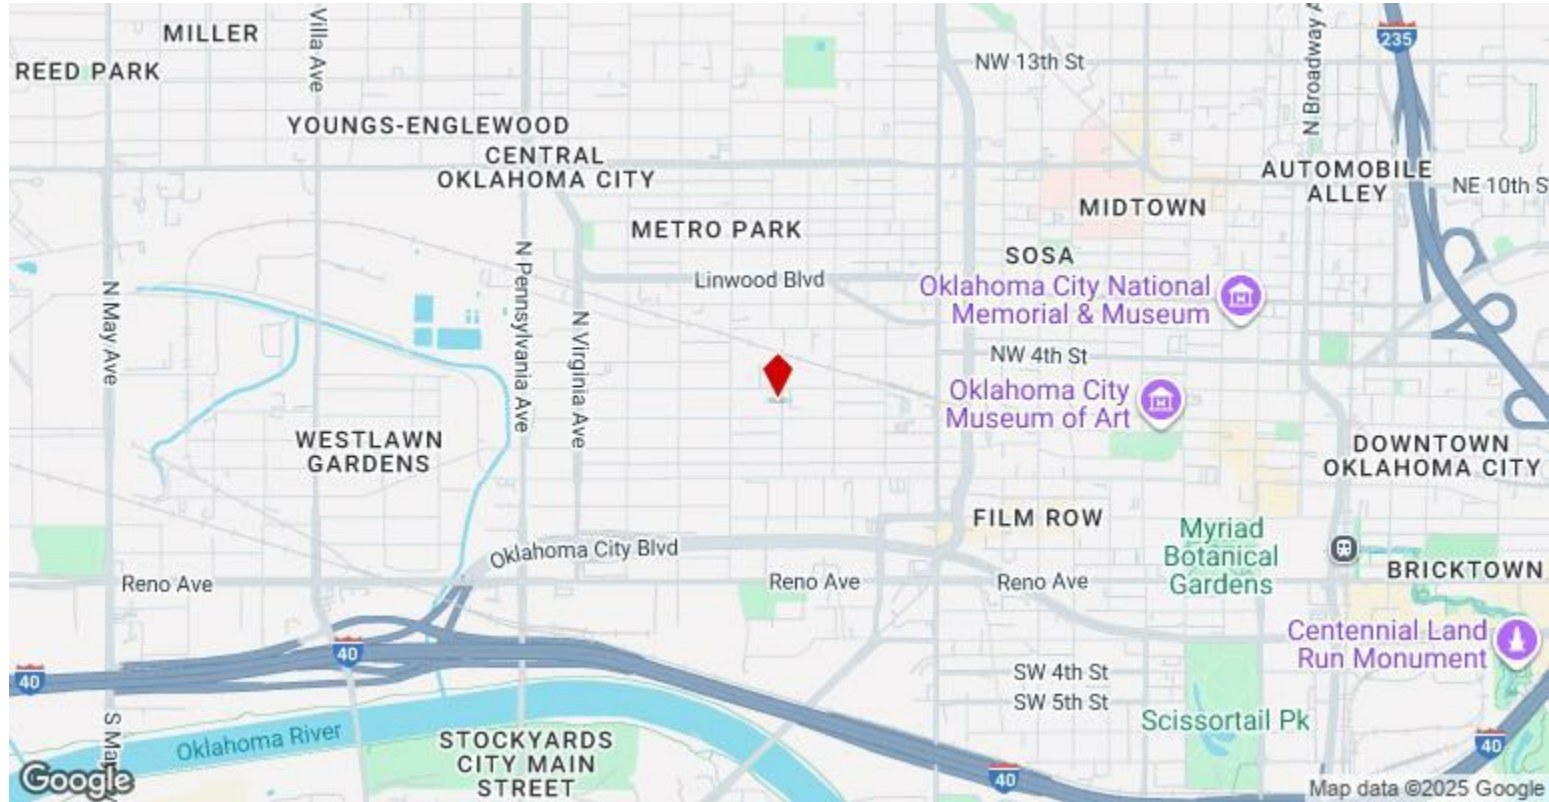 MILLER
Villa Ave
REED PARK
YOUNGS-ENGLEWOOD
CENTRAL
OKLAHOMA CITY
METRO PARK
NW 13th St
N Broadway A
235
AUTOMOBILE
ALLEY
NE 10th S
MIDTOWN
SOSA
Linwood Blvd
Oklahoma City National
Memorial & Museum
N May Ave
N Pennsylvania Ave
N Virginia Ave
NW 4th St
Oklahoma City
Museum of Art
WESTLAWN
GARDENS
DOWNTOWN
OKLAHOMA CITY
FILM ROW
Myriad
Botanical
Gardens
Oklahoma City Blvd
Reno Ave
Reno Ave
Reno Ave
BRICKTOWN
Centennial Land
Run Monument
40
40
SW 4th St
SW 5th St
Scissortail Pk
S Ma
Oklahoma River
STOCKYARDS
CITY MAIN
STREET
40
40
Google
Map data ©2025 Google